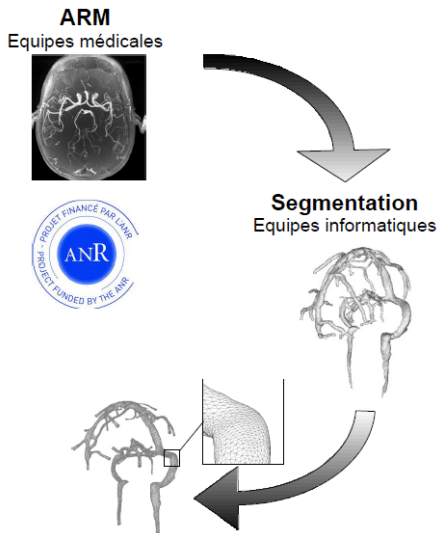 ARM
Equipes médicales
PROJET FINANCÉ PAR L'ANR
ANR
PROJECT FUNDED BY THE ANR
Segmentation
Equipes informatiques